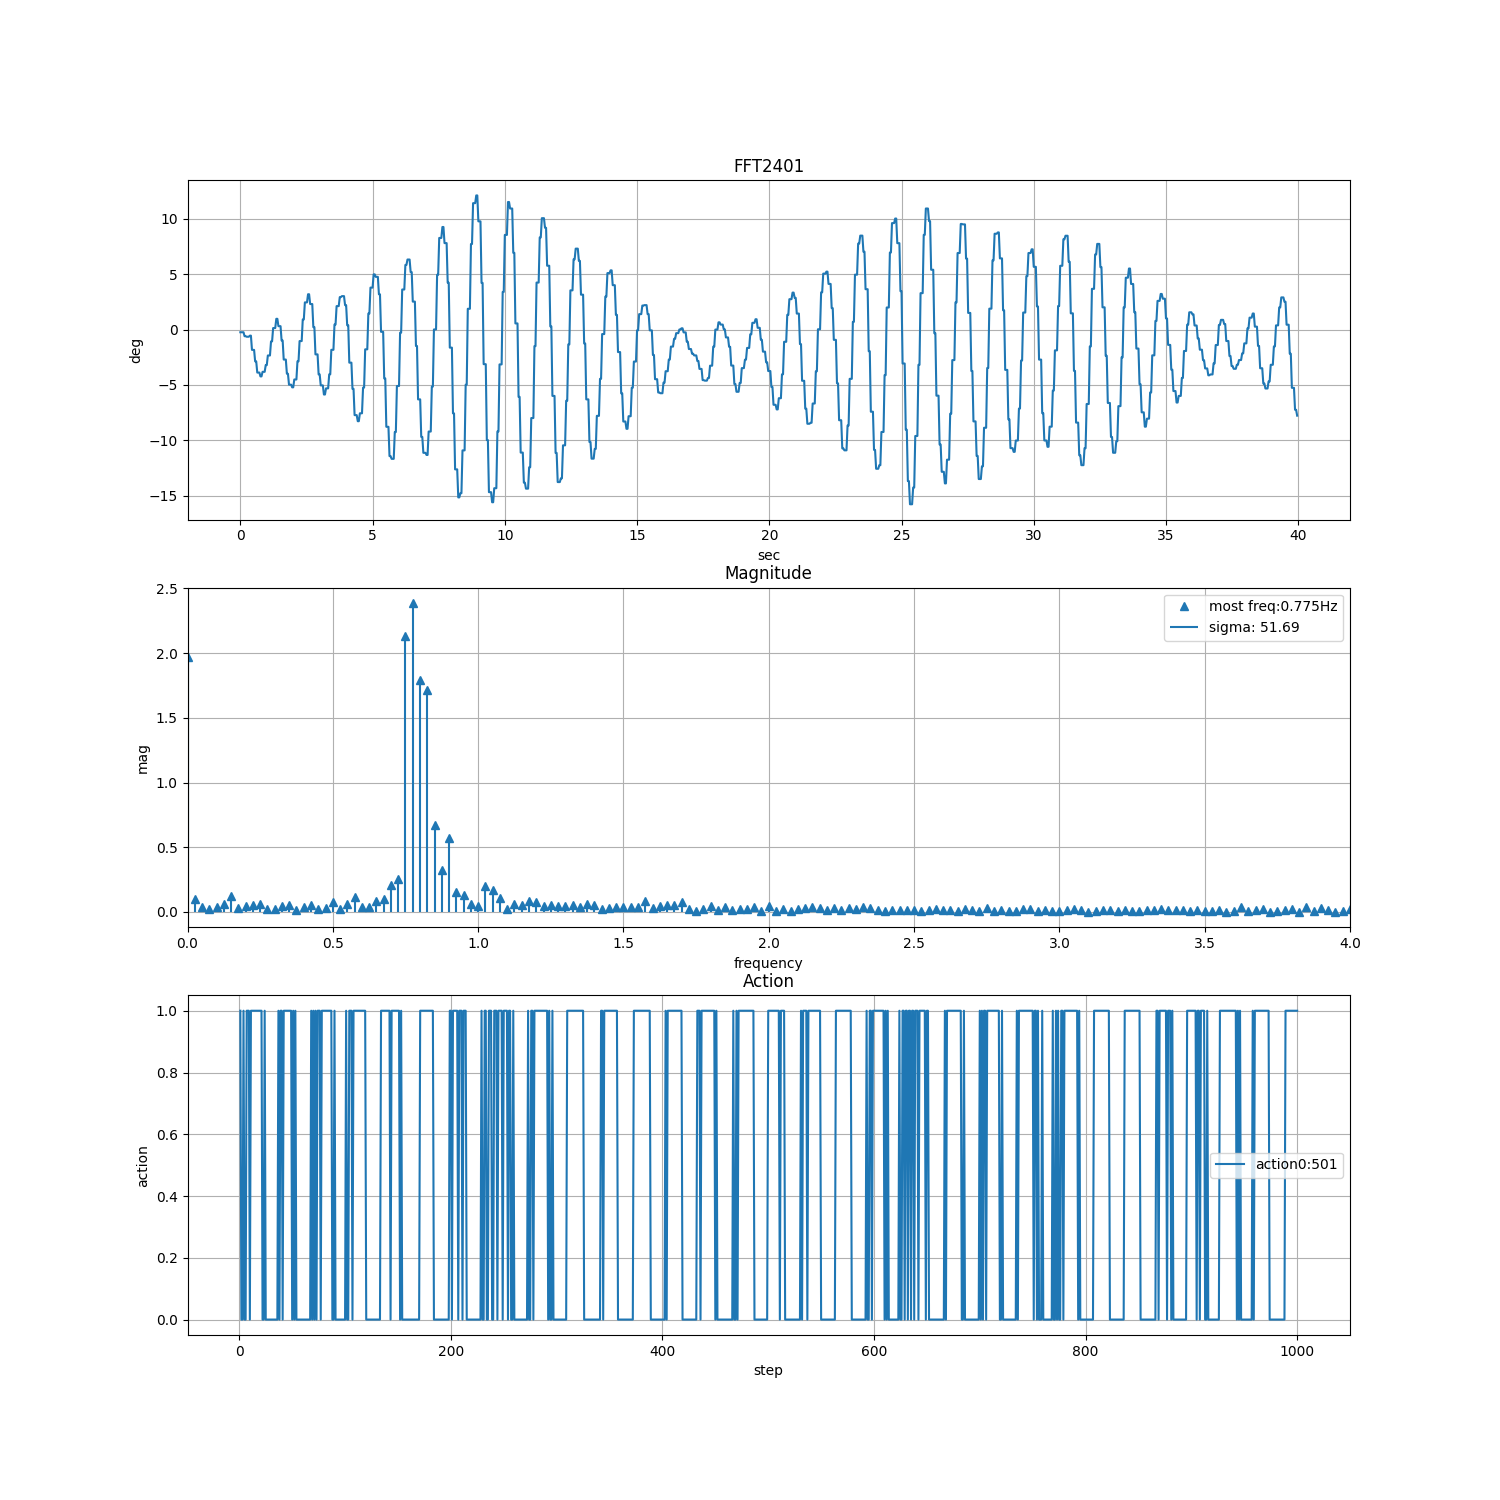 FFT2401
10
5
0
−5
−10
−15
deg
0 5 10 15 20 25 30 35 40
sec
Magnitude
2.5
2.0
1.5
1.0
0.5
0.0
mag
most freq:0.775Hz
sigma: 51.69
0.0 0.5 1.0 1.5 2.0 2.5 3.0 3.5 4.0
frequency
Action
1.0
0.8
0.6
0.4
0.2
0.0
action
action0:501
0 200 400 600 800 1000
step